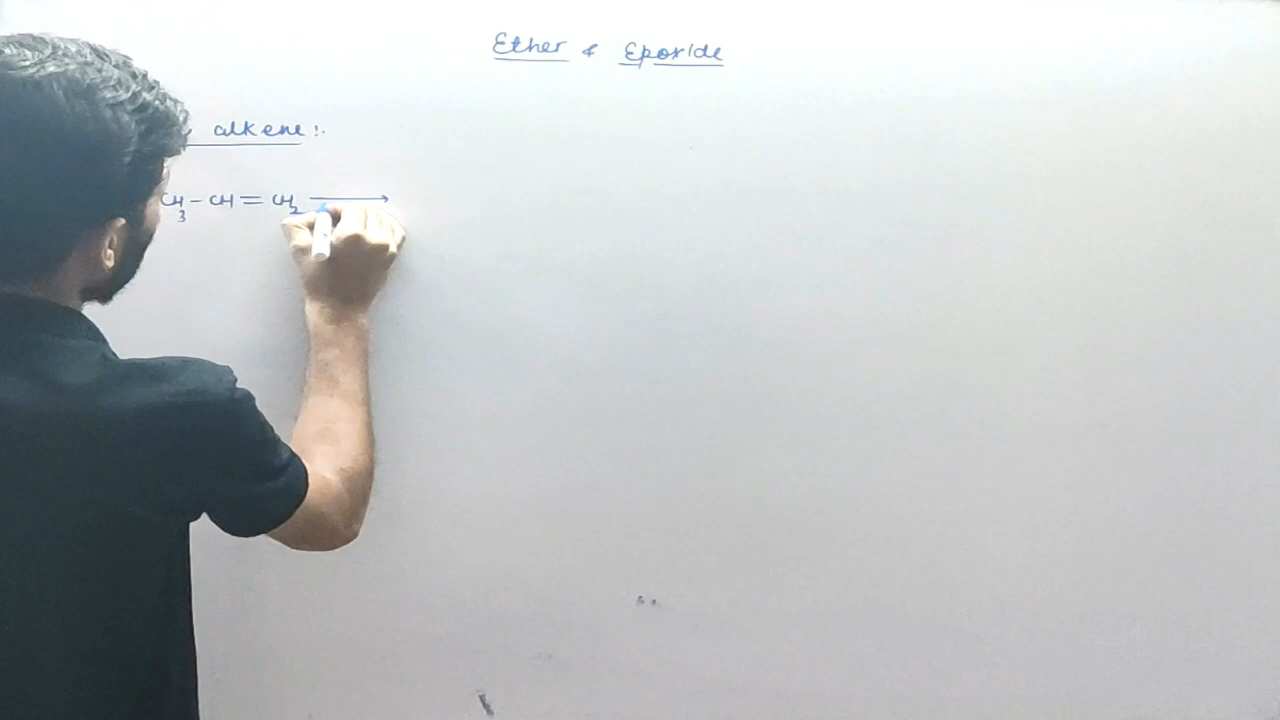 Ether & Epoxide
alkene :-
CH3 - CH = CH2 →